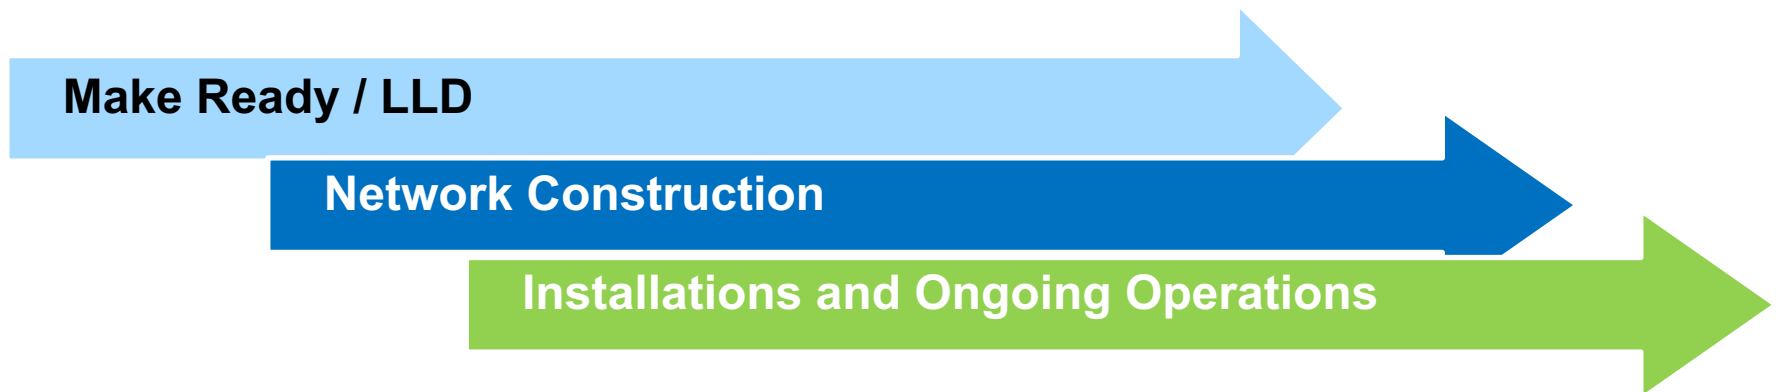 Make Ready / LLD
Network Construction
Installations and Ongoing Operations